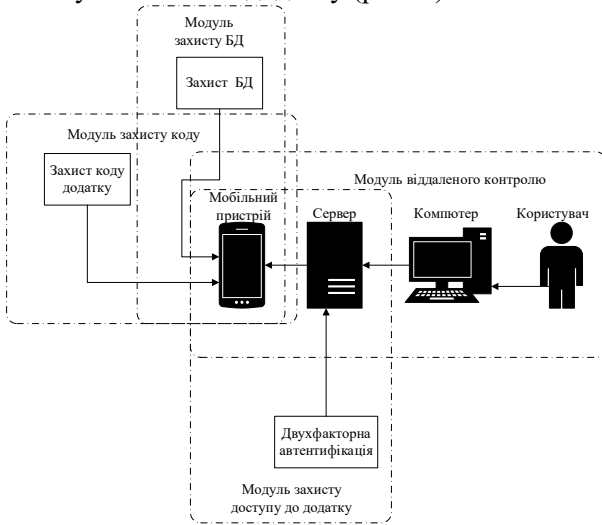 Модуль
захисту БД
Захист БД
Модуль захисту коду
Захист коду
додатку
Модуль віддаленого контролю
Мобільний
пристрій
Сервер
Компютер
Користувач
Двухфакторна
автентифікація
Модуль захисту
доступу до додатку